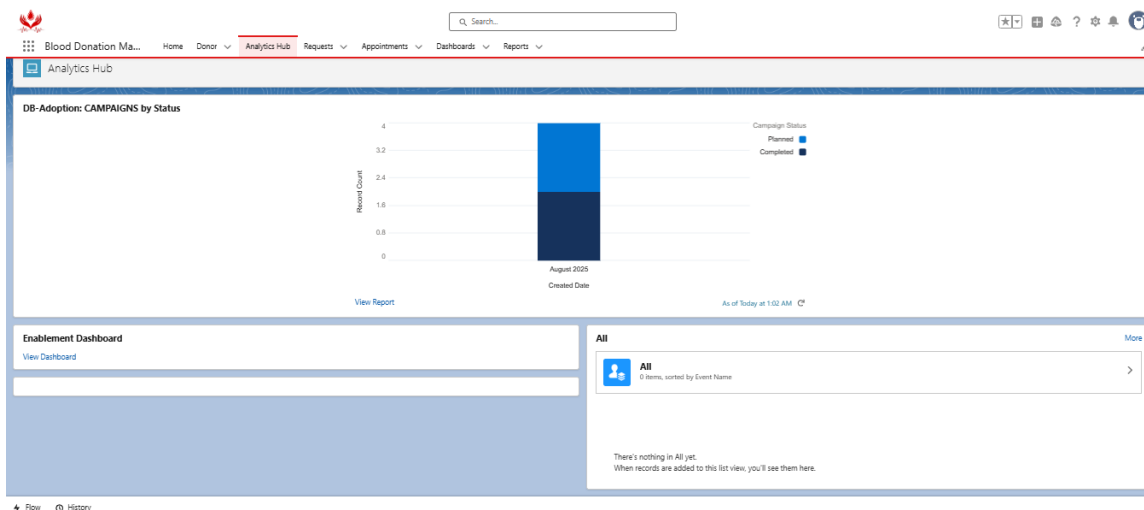 Search...
Blood Donation Ma...
Home
Donor
Analytics Hub
Requests
Appointments
Dashboards
Reports
Analytics Hub
DB-Adoption: CAMPAIGNS by Status
4
3.2
2.4
1.6
0.8
0
Record Count
August 2025
Created Date
Campaign Status
Planned
Completed
View Report
As of Today at 1:02 AM
Enablement Dashboard
View Dashboard
All
More
All
0 items, sorted by Event Name
There's nothing in All yet.
When records are added to this list view, you'll see them here.
Flow
History